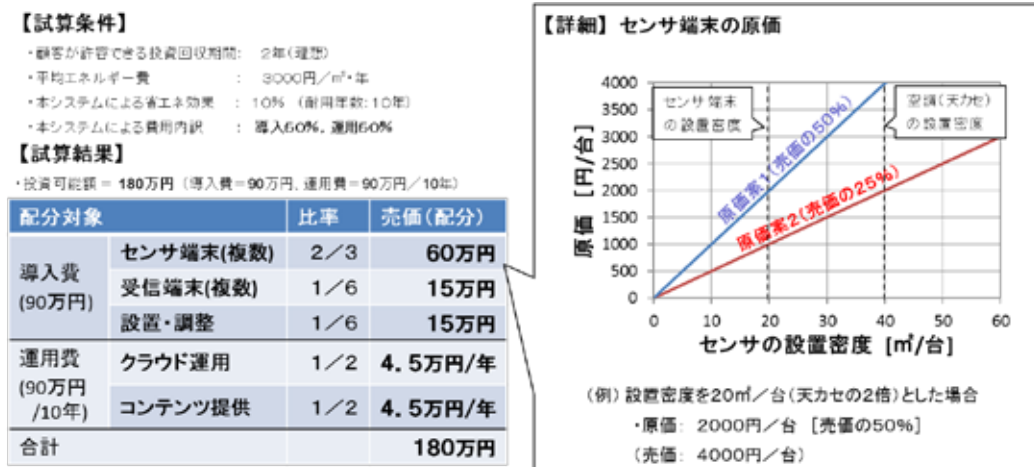 【試算条件】
・顧客が許容できる投資回収期間： 2年(理想)
・平均エネルギー費 ： 3000円／㎡・年
・本システムによる省エネ効果 ： 10% （耐用年数：10年）
・本システムによる費用内訳 ： 導入50%，運用50%
【試算結果】
・投資可能額 = 180万円 （導入費=90万円、運用費=90万円／10年）
配分対象 比率 売価(配分)
導入費
(90万円)
センサ端末(複数) 2／3 60万円
受信端末(複数) 1／6 15万円
設置・調整 1／6 15万円
運用費
(90万円
/10年)
クラウド運用 1／2 4.5万円/年
コンテンツ提供 1／2 4.5万円/年
合計 180万円
【詳細】センサ端末の原価
原価 [円/台]
4000
3500
3000
2500
2000
1500
1000
500
0
センサ端末
の設置密度
空調(天カセ)
の設置密度
原価案1(売価の50%)
原価案2(売価の25%)
0 10 20 30 40 50 60
センサの設置密度 [㎡/台]
(例) 設置密度を20㎡／台(天カセの2倍)とした場合
・原価： 2000円／台 [売価の50%]
(売価： 4000円／台)